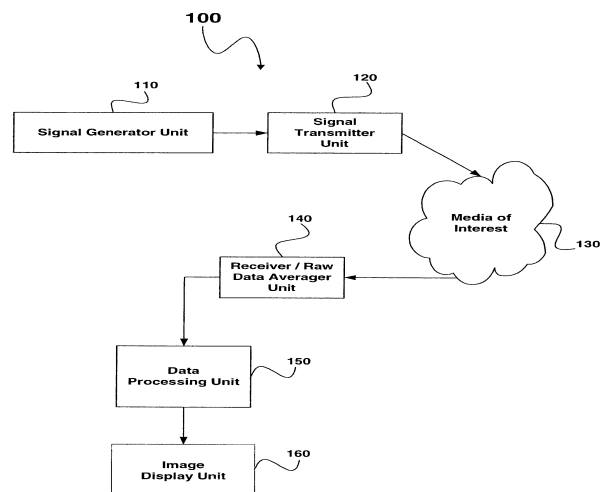 100
110
Signal Generator Unit
120
Signal
Transmitter
Unit
Media of
Interest
130
140
Receiver / Raw
Data Averager
Unit
150
Data
Processing Unit
160
Image
Display Unit